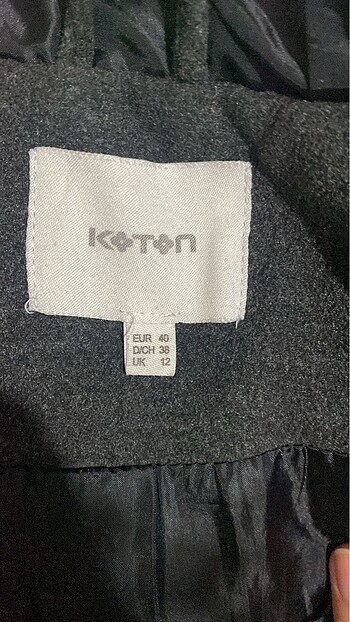 KOTON
EUR 40
D/CH 38
UK 12